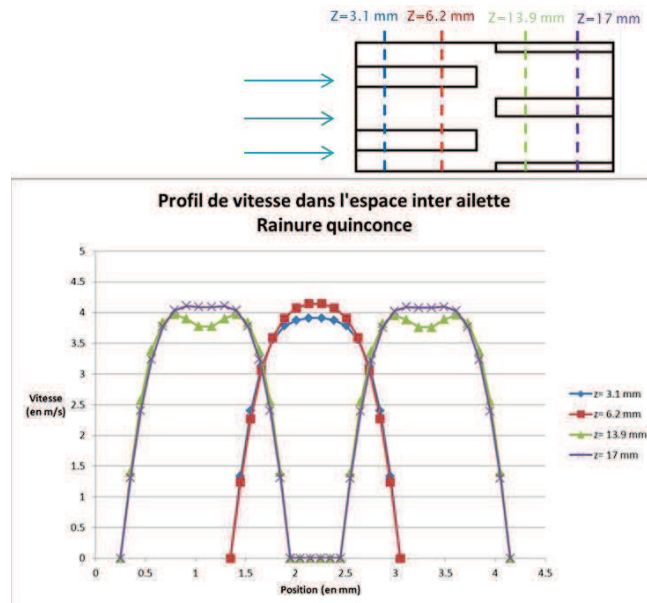 Z=3.1 mm Z=6.2 mm Z=13.9 mm Z=17 mm
Profil de vitesse dans l'espace inter ailette
Rainure quinconce
5
4.5
4
3.5
3
2.5
2
1.5
1
0.5
0
Vitesse
(en m/s)
z= 3.1 mm
z= 6.2 mm
z= 13.9 mm
z= 17 mm
0 0.5 1 1.5 2 2.5 3 3.5 4 4.5
Position (en mm)